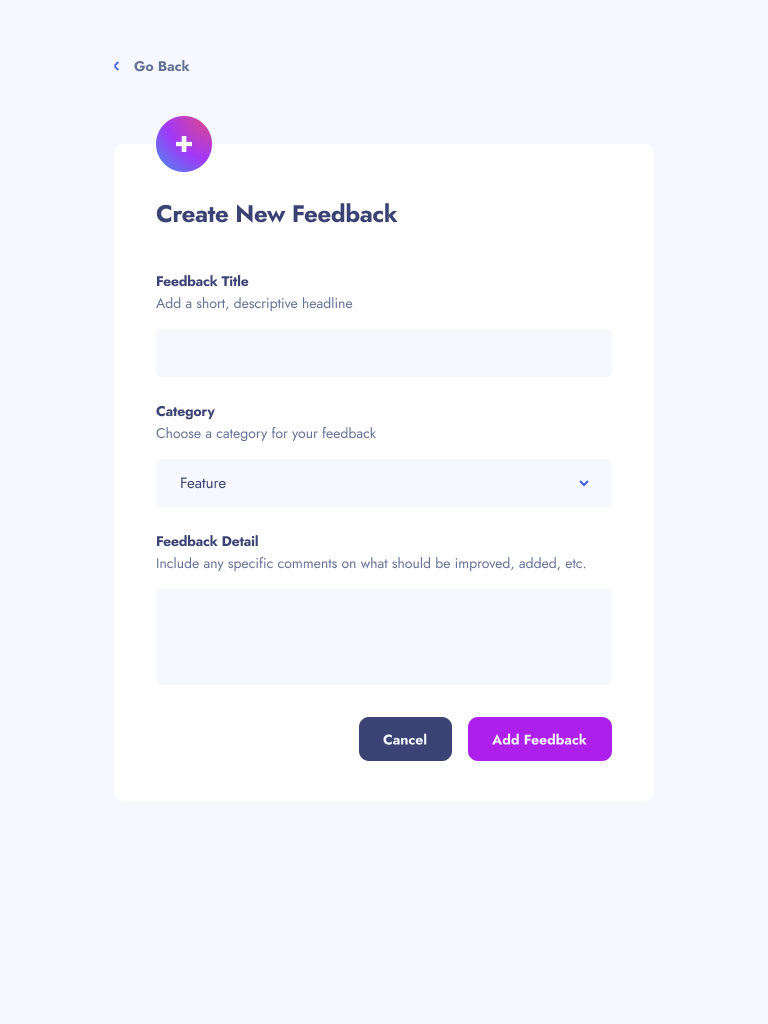 Go Back
Create New Feedback
Feedback Title
Add a short, descriptive headline
Category
Choose a category for your feedback
Feature
Feedback Detail
Include any specific comments on what should be improved, added, etc.
Cancel
Add Feedback